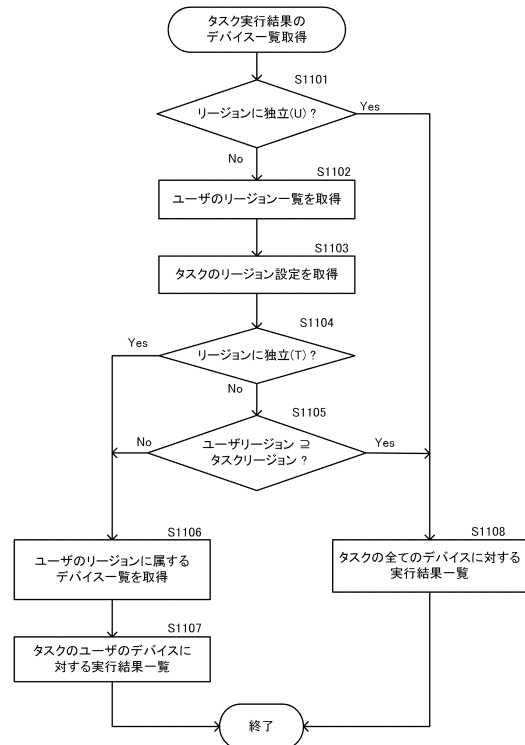 タスク実行結果の
デバイス一覧取得
S1101
リージョンに独立(U)?
Yes
No
S1102
ユーザのリージョン一覧を取得
S1103
タスクのリージョン設定を取得
S1104
Yes
リージョンに独立(T)?
No
S1105
No
ユーザリージョン ⊇
タスクリージョン ?
Yes
S1106
ユーザのリージョンに属する
デバイス一覧を取得
S1108
タスクの全てのデバイスに対する
実行結果一覧
S1107
タスクのユーザのデバイスに
対する実行結果一覧
終了